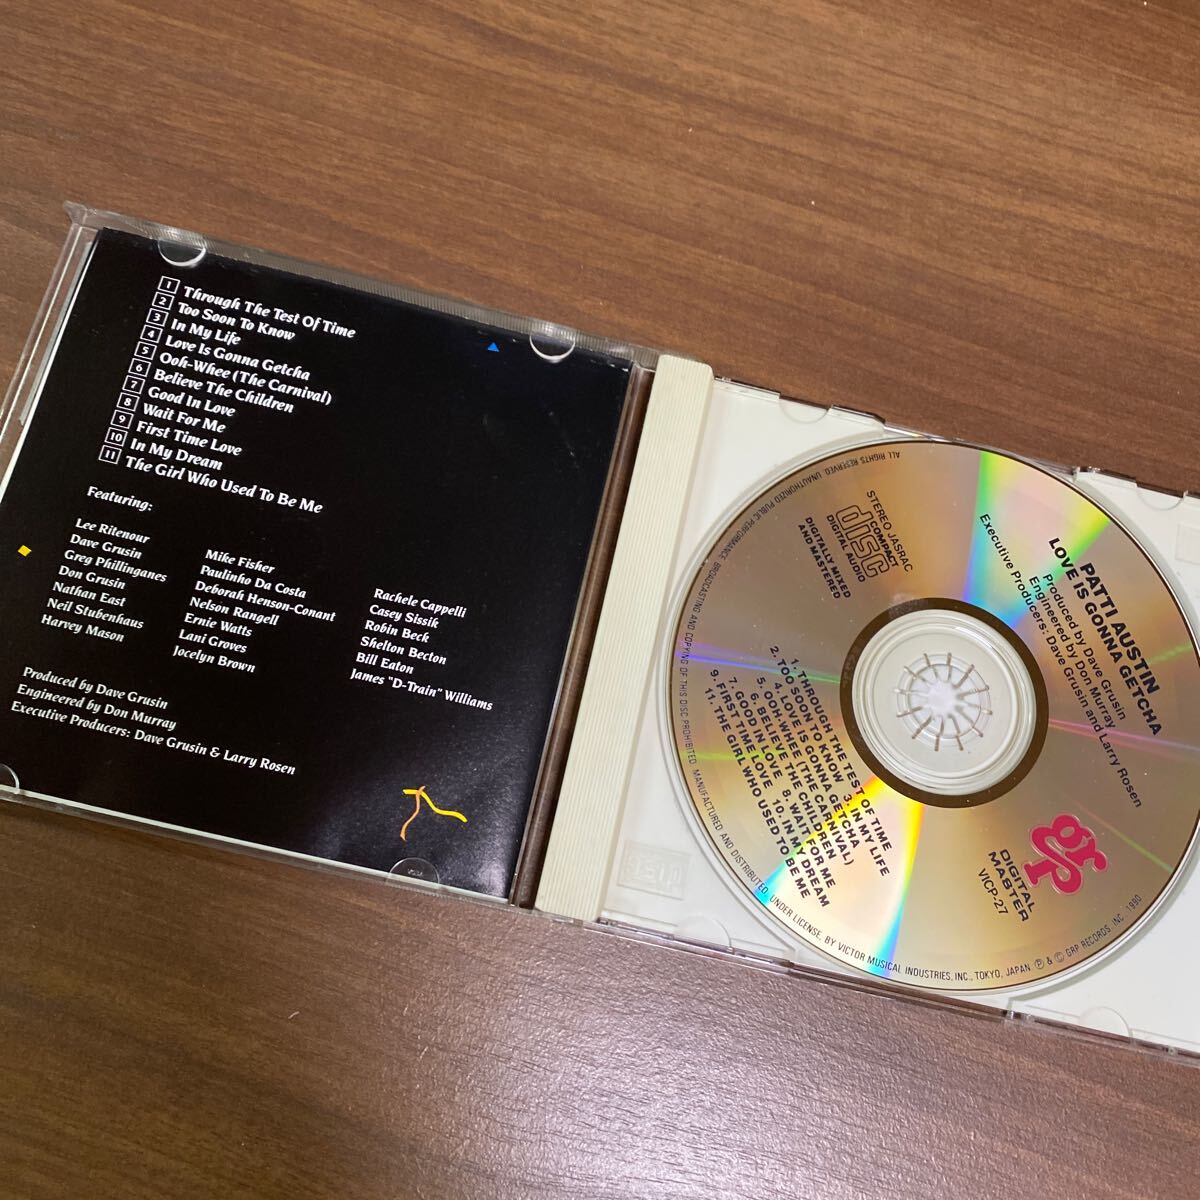 1 Through The Test Of Time
2 Too Soon To Know
3 In My Life
4 Love Is Gonna Getcha
5 Ooh-Whee (The Carnival)
6 Believe The Children
7 Good In Love
8 Wait For Me
9 First Time Love
10 In My Dream
11 The Girl Who Used To Be Me
Featuring:
Lee Ritenour
Dave Grusin
Greg Phillinganes
Don Grusin
Nathan East
Neil Stubenhaus
Harvey Mason
Mike Fisher
Paulinho Da Costa
Deborah Henson-Conant
Nelson Rangell
Ernie Watts
Lani Groves
Jocelyn Brown
Rachele Cappelli
Casey Sissik
Robin Beck
Shelton Becton
Bill Eaton
James "D-Train" Williams
Produced by Dave Grusin
Engineered by Don Murray
Executive Producers: Dave Grusin & Larry Rosen
PATTI AUSTIN
LOVE IS GONNA GETCHA
Produced by Dave Grusin
Engineered by Don Murray
Executive Producers: Dave Grusin and Larry Rosen
STEREO JASRAC
COMPACT
disc
DIGITAL AUDIO
DIGITALLY MIXED
AND MASTERED
grp
DIGITAL
MASTER
VICP-27
1. THROUGH THE TEST OF TIME
2. TOO SOON TO KNOW 3. IN MY LIFE
4. LOVE IS GONNA GETCHA
5. OOH-WHEE (THE CARNIVAL)
6. BELIEVE THE CHILDREN
7. GOOD IN LOVE 8. WAIT FOR ME
9. FIRST TIME LOVE 10. IN MY DREAM
11. THE GIRL WHO USED TO BE ME
ALL RIGHTS RESERVED. UNAUTHORIZED PUBLIC PERFORMANCE, BROADCASTING AND COPYING OF THIS DISC PROHIBITED. MANUFACTURED AND DISTRIBUTED, UNDER LICENSE, BY VICTOR MUSICAL INDUSTRIES, INC., TOKYO, JAPAN ℗ & © GRP RECORDS, INC. 1990